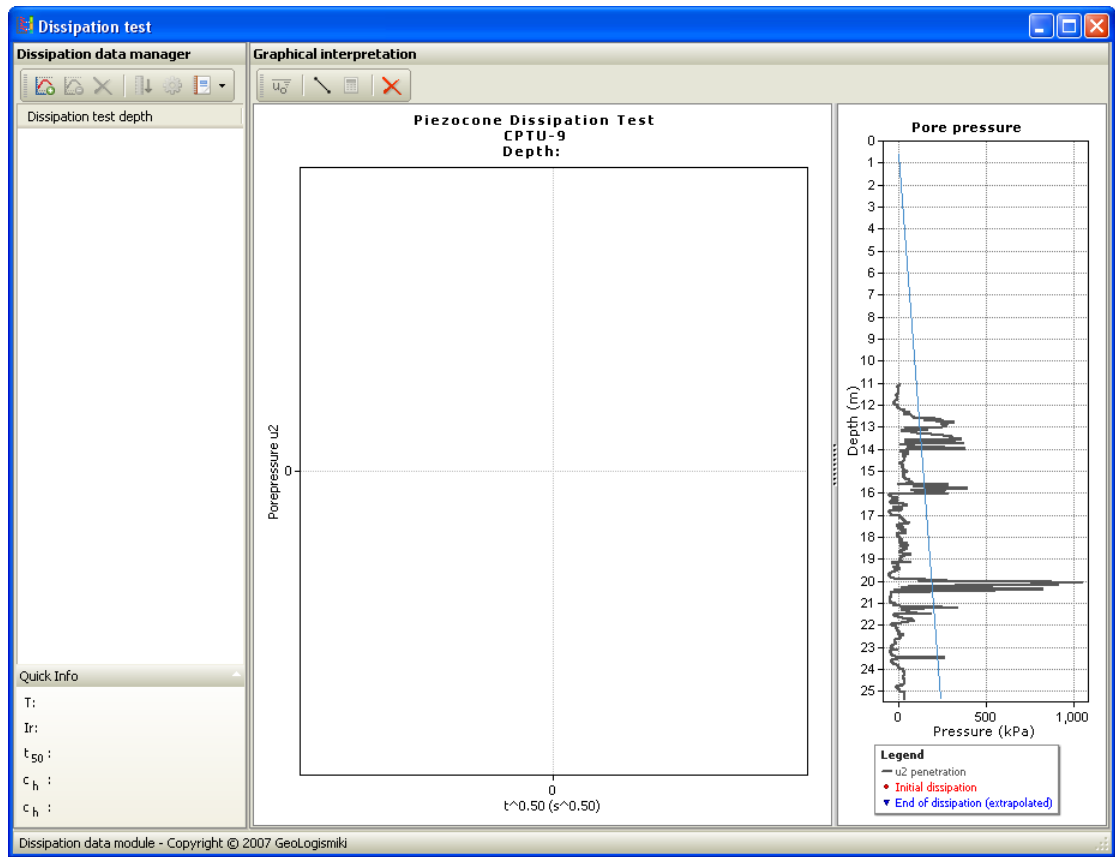 Dissipation test
Dissipation data manager
Graphical interpretation
u0
Dissipation test depth
Piezocone Dissipation Test
CPTU-9
Depth:
Porepressure u2
0
0
t^0.50 (s^0.50)
Pore pressure
Depth (m)
0
1
2
3
4
5
6
7
8
9
10
11
12
13
14
15
16
17
18
19
20
21
22
23
24
25
0 500 1,000
Pressure (kPa)
Legend
u2 penetration
Initial dissipation
End of dissipation (extrapolated)
Quick Info
T:
Ir:
t50 :
ch :
ch :
Dissipation data module - Copyright © 2007 GeoLogismiki